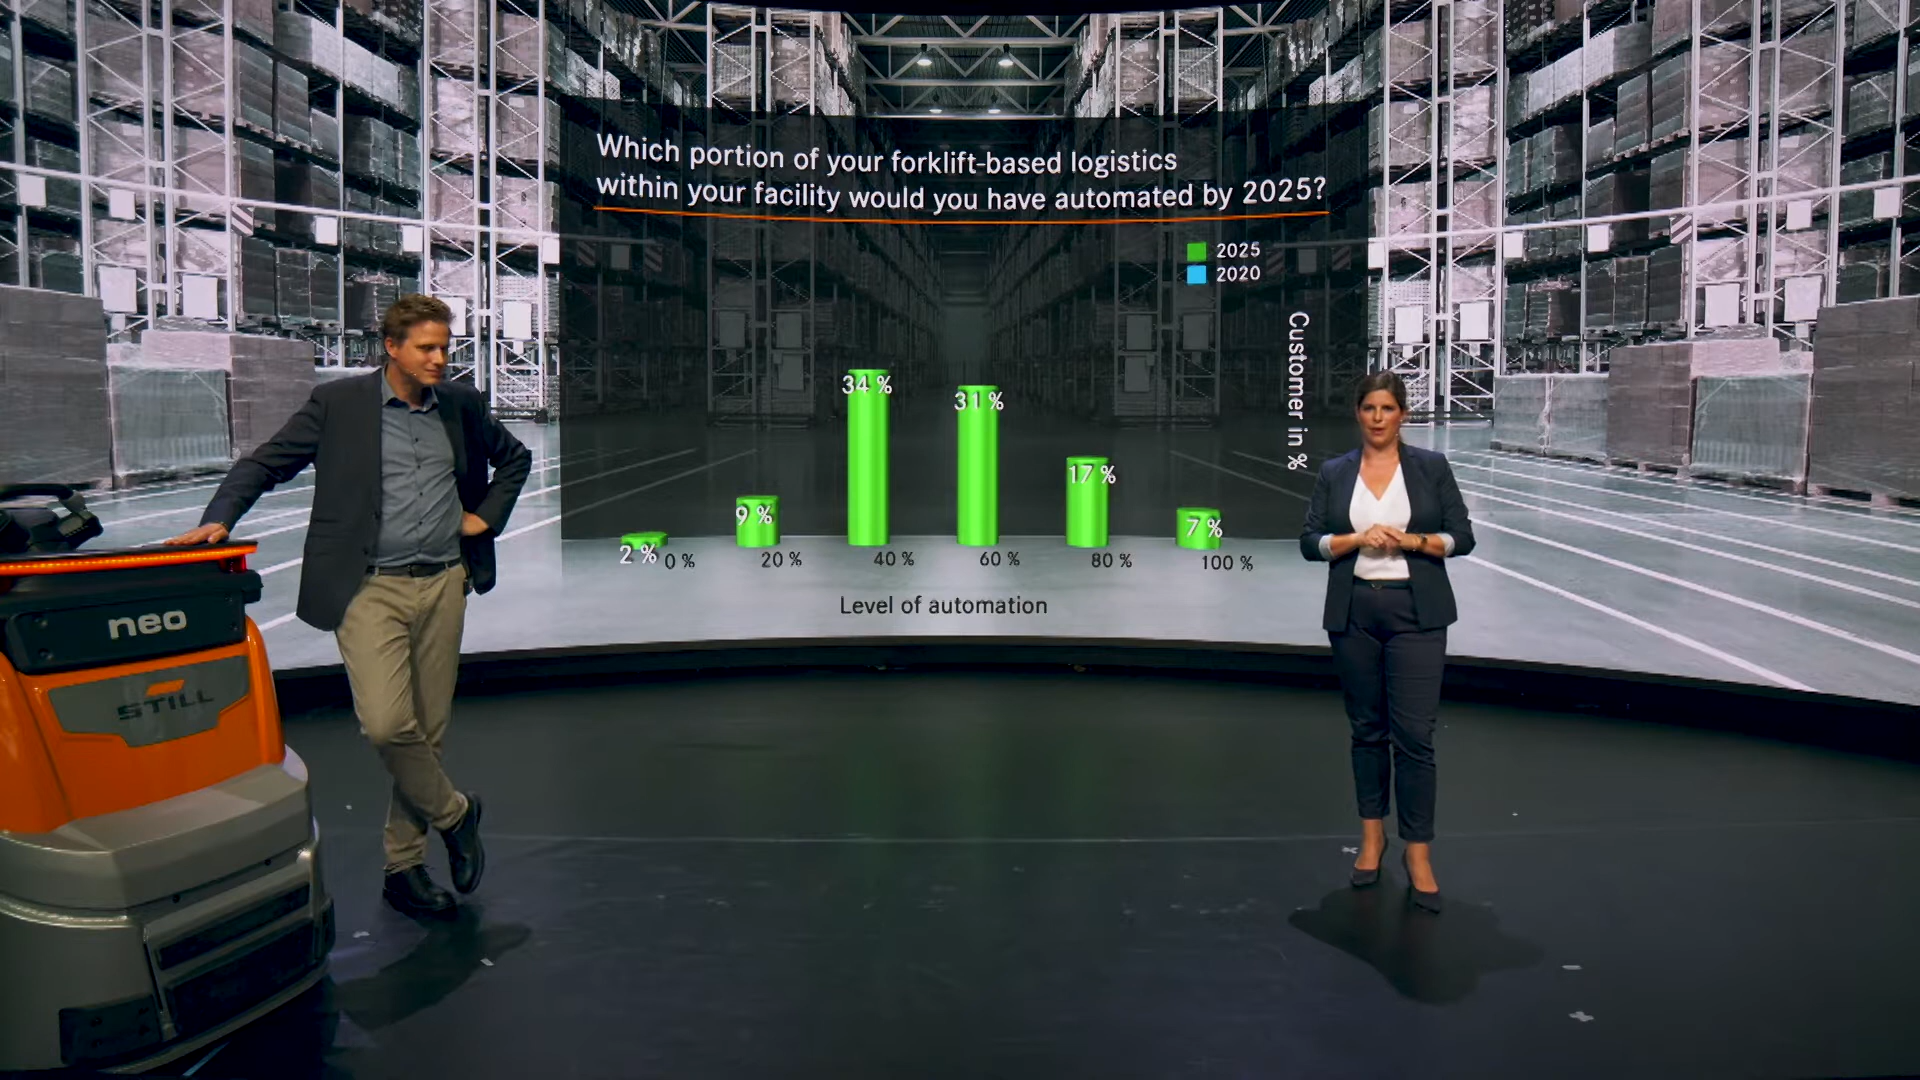 Which portion of your forklift-based logistics
within your facility would you have automated by 2025?
2025
2020
Customer in %
34 %
31 %
17 %
9 %
7 %
2 %
0 %
20 %
40 %
60 %
80 %
100 %
Level of automation
neo
STILL